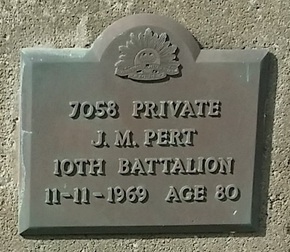 7058 PRIVATE
J. M. PERT
10TH BATTALION
11-11-1969 AGE 80